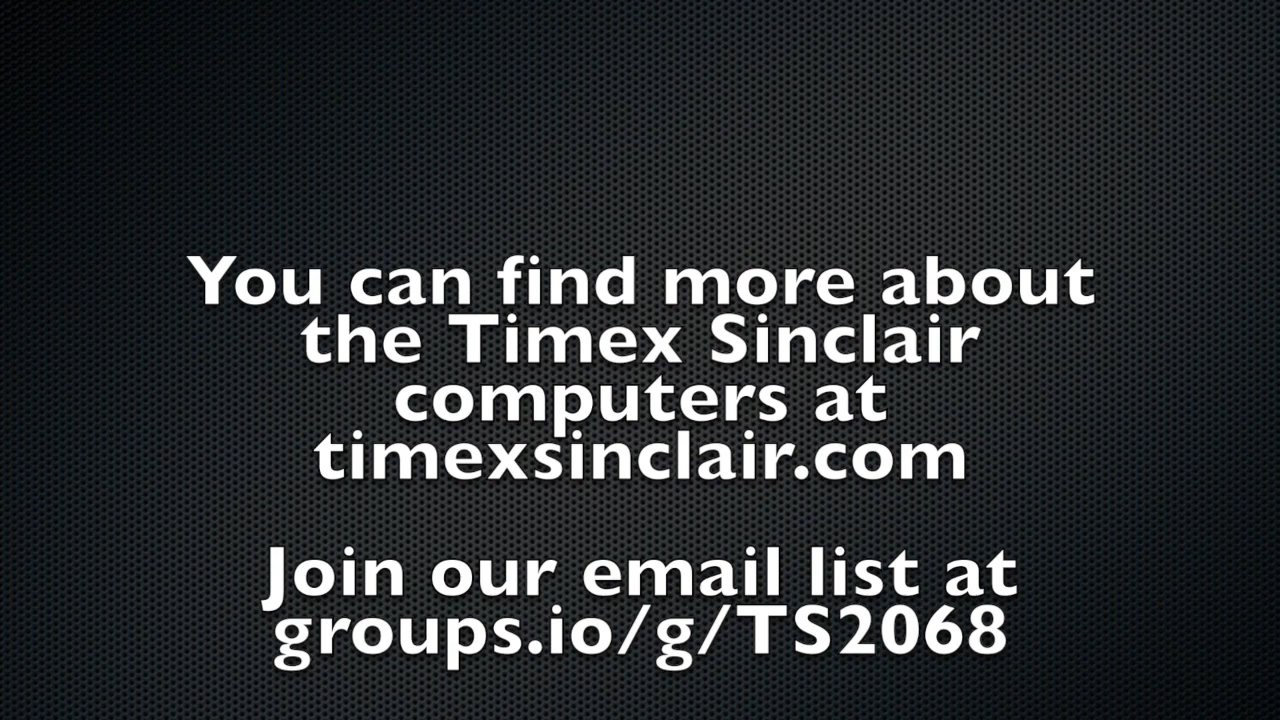 You can find more about
the Timex Sinclair
computers at
timexsinclair.com
Join our email list at
groups.io/g/TS2068